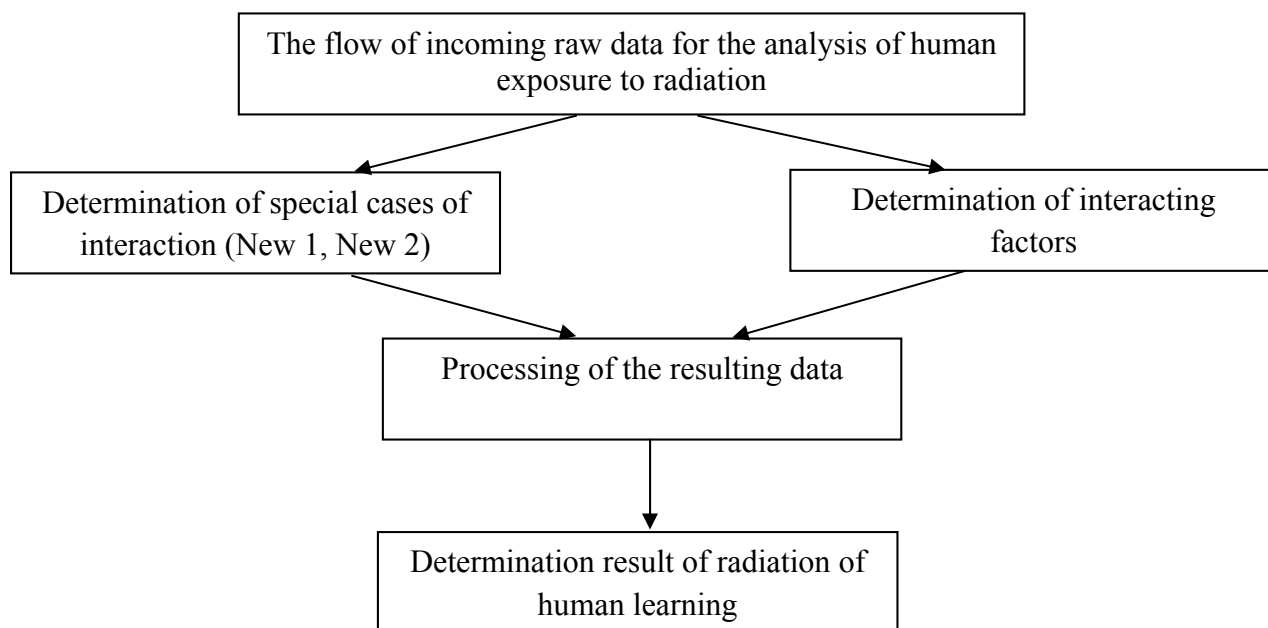 The flow of incoming raw data for the analysis of human
exposure to radiation
Determination of special cases of
interaction (New 1, New 2)
Determination of interacting
factors
Processing of the resulting data
Determination result of radiation of
human learning